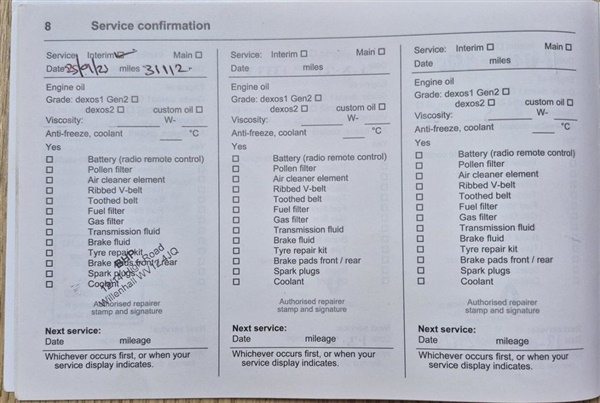 8 Service confirmation
Service: Interim ☑ Main ☐
Date 25/9/23 miles 31112.
Engine oil
Grade: dexos1 Gen2 ☐
dexos2 ☐ custom oil ☐
Viscosity: W-
Anti-freeze, coolant °C
Yes
☐ Battery (radio remote control)
☐ Pollen filter
☐ Air cleaner element
☐ Ribbed V-belt
☐ Toothed belt
☐ Fuel filter
☐ Gas filter
☐ Transmission fluid
☐ Brake fluid
☐ Tyre repair kit
☐ Brake pads front / rear
☐ Spark plugs
☐ Coolant
Road
Willenhall WV12 4JQ
Authorised repairer
stamp and signature
Next service:
Date mileage
Whichever occurs first, or when your
service display indicates.
Service: Interim ☐ Main ☐
Date miles
Engine oil
Grade: dexos1 Gen2 ☐
dexos2 ☐ custom oil ☐
Viscosity: W-
Anti-freeze, coolant °C
Yes
☐ Battery (radio remote control)
☐ Pollen filter
☐ Air cleaner element
☐ Ribbed V-belt
☐ Toothed belt
☐ Fuel filter
☐ Gas filter
☐ Transmission fluid
☐ Brake fluid
☐ Tyre repair kit
☐ Brake pads front / rear
☐ Spark plugs
☐ Coolant
Authorised repairer
stamp and signature
Next service:
Date mileage
Whichever occurs first, or when your
service display indicates.
Service: Interim ☐ Main ☐
Date miles
Engine oil
Grade: dexos1 Gen2 ☐
dexos2 ☐ custom oil ☐
Viscosity: W-
Anti-freeze, coolant °C
Yes
☐ Battery (radio remote control)
☐ Pollen filter
☐ Air cleaner element
☐ Ribbed V-belt
☐ Toothed belt
☐ Fuel filter
☐ Gas filter
☐ Transmission fluid
☐ Brake fluid
☐ Tyre repair kit
☐ Brake pads front / rear
☐ Spark plugs
☐ Coolant
Authorised repairer
stamp and signature
Next service:
Date mileage
Whichever occurs first, or when your
service display indicates.